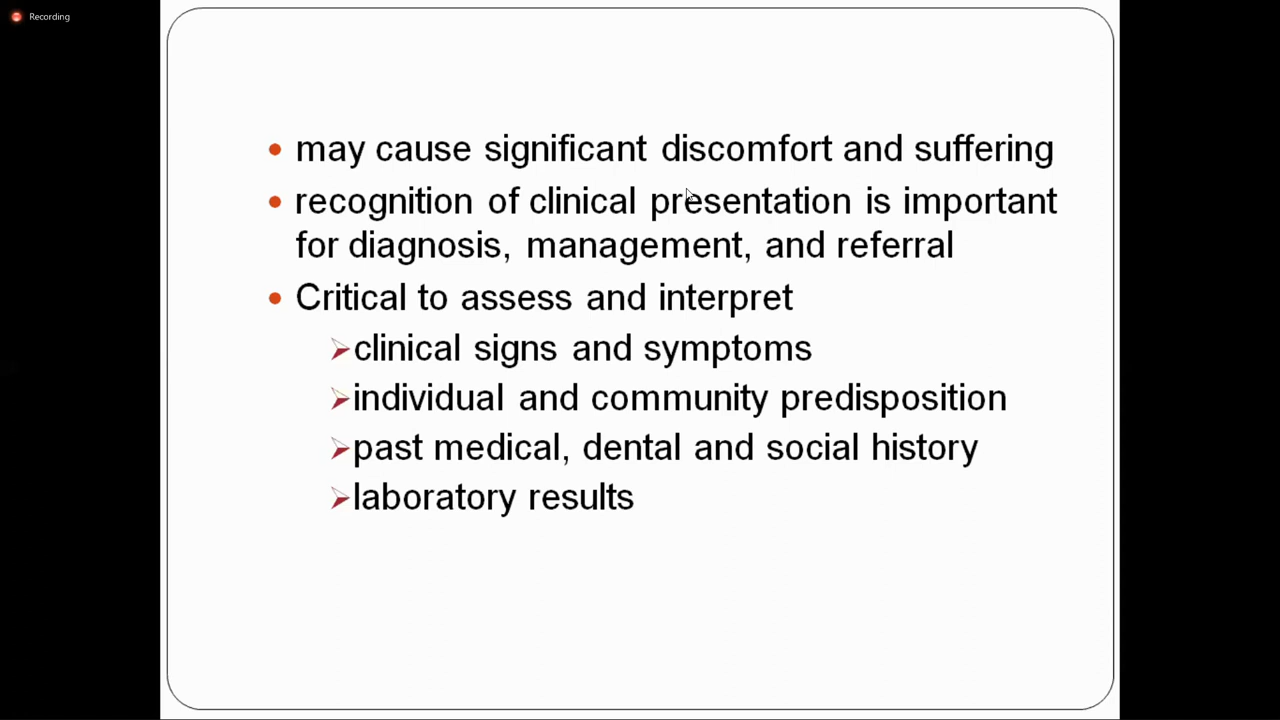 Recording
may cause significant discomfort and suffering
recognition of clinical presentation is important
for diagnosis, management, and referral
Critical to assess and interpret
clinical signs and symptoms
individual and community predisposition
past medical, dental and social history
laboratory results